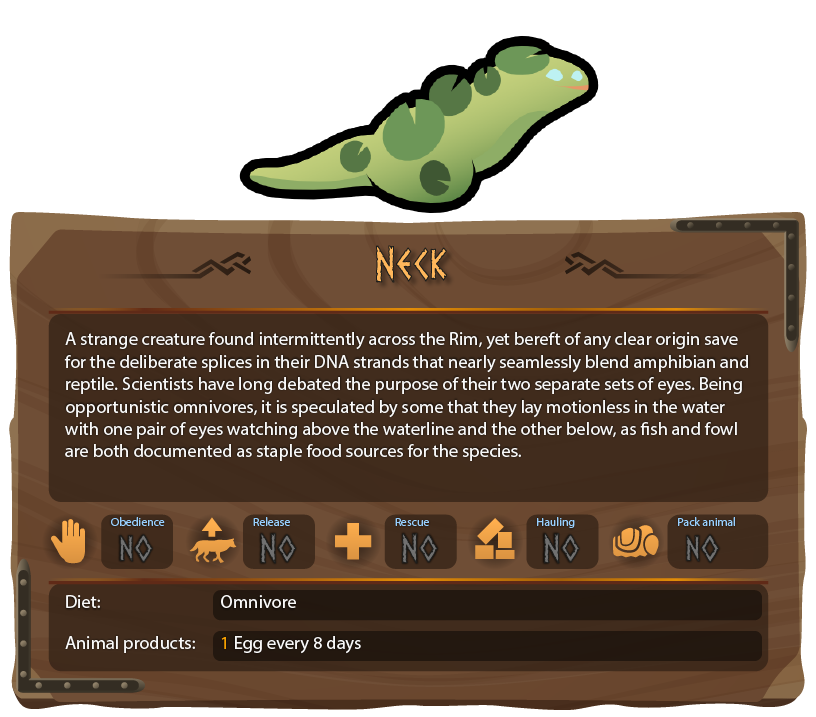 NECK
A strange creature found intermittently across the Rim, yet bereft of any clear origin save
for the deliberate splices in their DNA strands that nearly seamlessly blend amphibian and
reptile. Scientists have long debated the purpose of their two separate sets of eyes. Being
opportunistic omnivores, it is speculated by some that they lay motionless in the water
with one pair of eyes watching above the waterline and the other below, as fish and fowl
are both documented as staple food sources for the species.
Obedience Release Rescue Hauling Pack animal
NO NO NO NO NO
Diet: Omnivore
Animal products: 1 Egg every 8 days